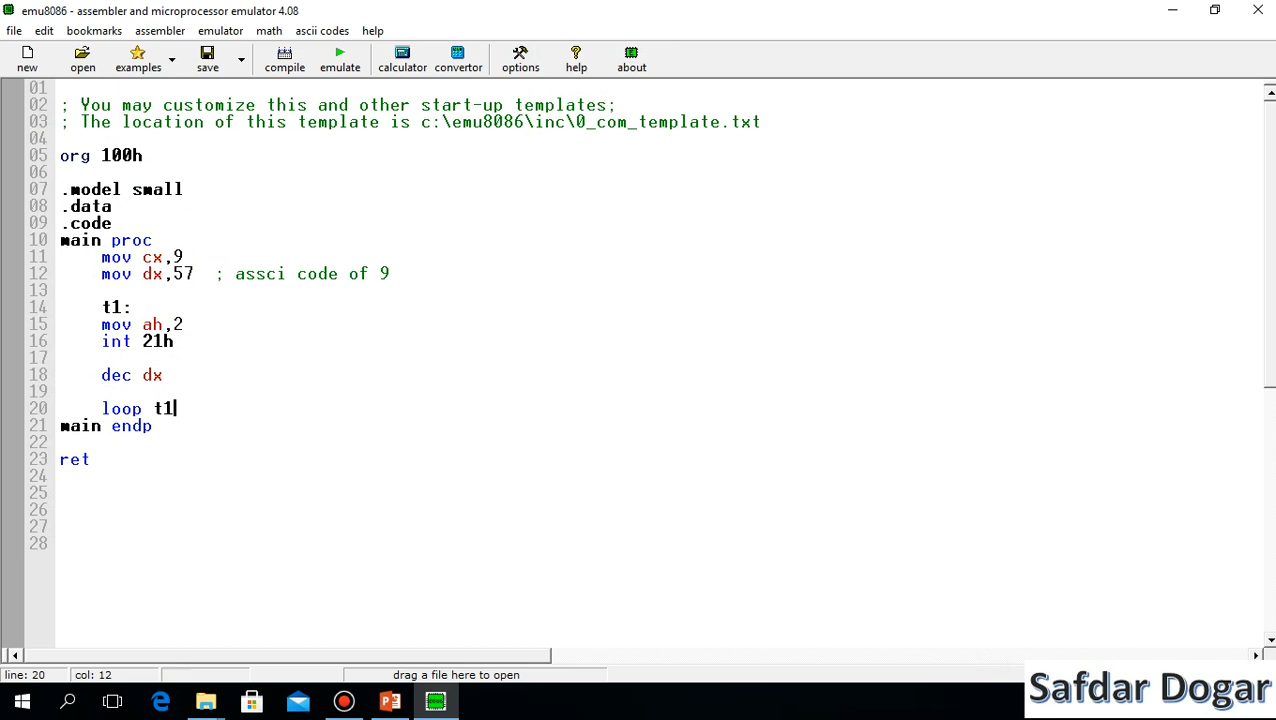 emu8086 - assembler and microprocessor emulator 4.08
file edit bookmarks assembler emulator math ascii codes help
new open examples save compile emulate calculator convertor options help about
01
02 ; You may customize this and other start-up templates;
03 ; The location of this template is c:\emu8086\inc\0_com_template.txt
04
05 org 100h
06
07 .model small
08 .data
09 .code
10 main proc
11 mov cx,9
12 mov dx,57 ; assci code of 9
13
14 t1:
15 mov ah,2
16 int 21h
17
18 dec dx
19
20 loop t1
21 main endp
22
23 ret
24
25
26
27
28
line: 20 col: 12 drag a file here to open
Safdar Dogar